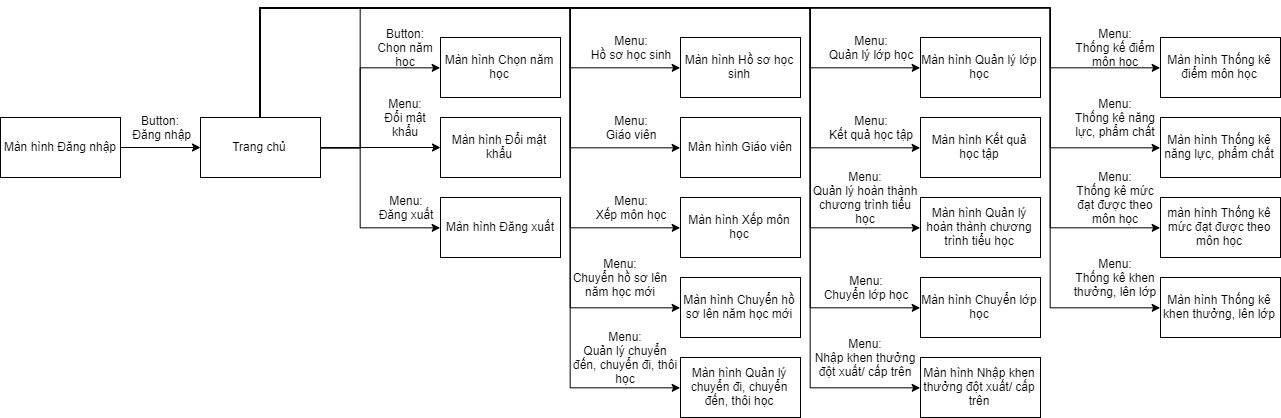 Màn hình Đăng nhập
Button:
Đăng nhập
Trang chủ
Button:
Chọn năm
học
Màn hình Chọn năm
học
Menu:
Đổi mật
khẩu
Màn hình Đổi mật
khẩu
Menu:
Đăng xuất
Màn hình Đăng xuất
Menu:
Hồ sơ học sinh
Màn hình Hồ sơ học
sinh
Menu:
Giáo viên
Màn hình Giáo viên
Menu:
Xếp môn học
Màn hình Xếp môn
học
Menu:
Chuyển hồ sơ lên
năm học mới
Màn hình Chuyển hồ
sơ lên năm học mới
Menu:
Quản lý chuyển
đến, chuyển đi, thôi
học
Màn hình Quản lý
chuyển đi, chuyển
đến, thôi học
Menu:
Quản lý lớp học
Màn hình Quản lý lớp
học
Menu:
Kết quả học tập
Màn hình Kết quả
học tập
Menu:
Quản lý hoàn thành
chương trình tiểu
học
Màn hình Quản lý
hoàn thành chương
trình tiểu học
Menu:
Chuyển lớp học
Màn hình Chuyển lớp
học
Menu:
Nhập khen thưởng
đột xuất/ cấp trên
Màn hình Nhập khen
thưởng đột xuất/ cấp
trên
Menu:
Thống kế điểm
môn học
Màn hình Thống kê
điểm môn học
Menu:
Thống kê năng
lực, phẩm chất
Màn hình Thống kê
năng lực, phẩm chất
Menu:
Thống kê mức
đạt được theo
môn học
màn hình Thống kê
mức đạt được theo
môn học
Menu:
Thống kê khen
thưởng, lên lớp
Màn hình Thống kê
khen thưởng, lên lớp